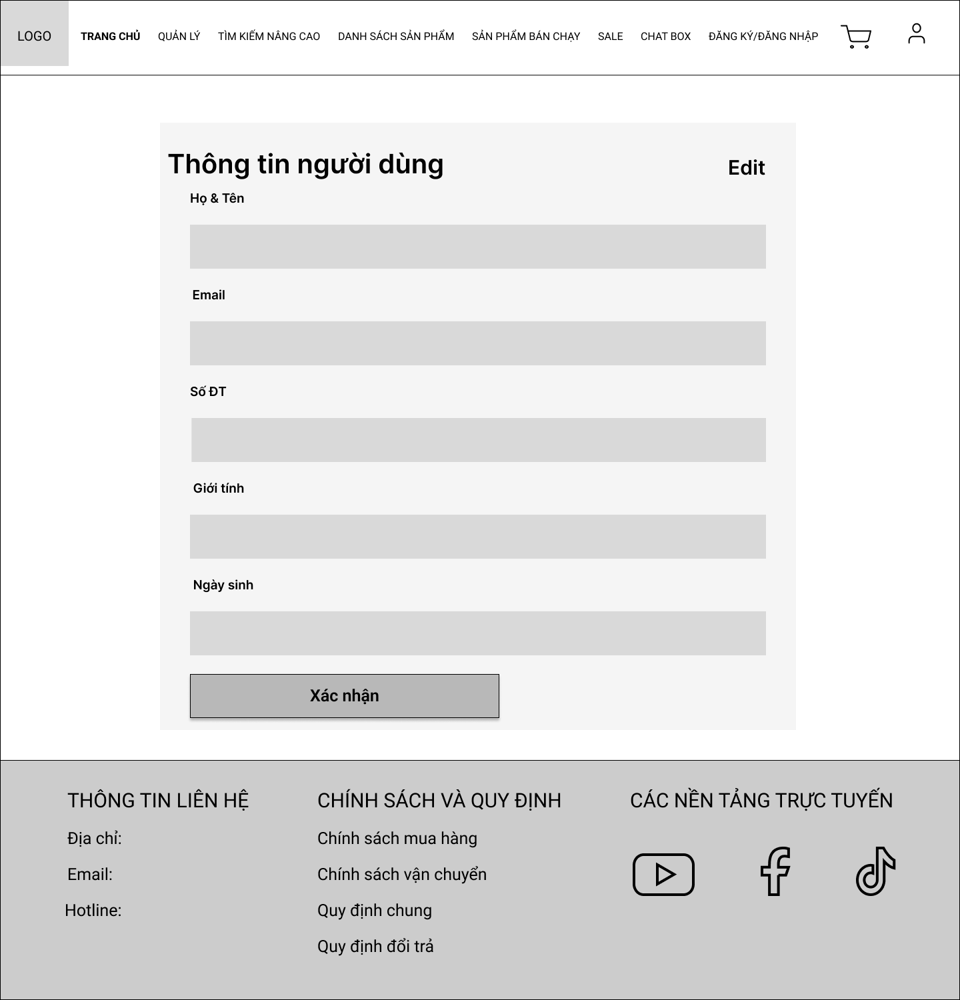 LOGO
TRANG CHỦ QUẢN LÝ TÌM KIẾM NÂNG CAO DANH SÁCH SẢN PHẨM SẢN PHẨM BÁN CHẠY SALE CHAT BOX ĐĂNG KÝ/ĐĂNG NHẬP
Thông tin người dùng
Edit
Họ & Tên
Email
Số ĐT
Giới tính
Ngày sinh
Xác nhận
THÔNG TIN LIÊN HỆ
Địa chỉ:
Email:
Hotline:
CHÍNH SÁCH VÀ QUY ĐỊNH
Chính sách mua hàng
Chính sách vận chuyển
Quy định chung
Quy định đổi trả
CÁC NỀN TẢNG TRỰC TUYẾN